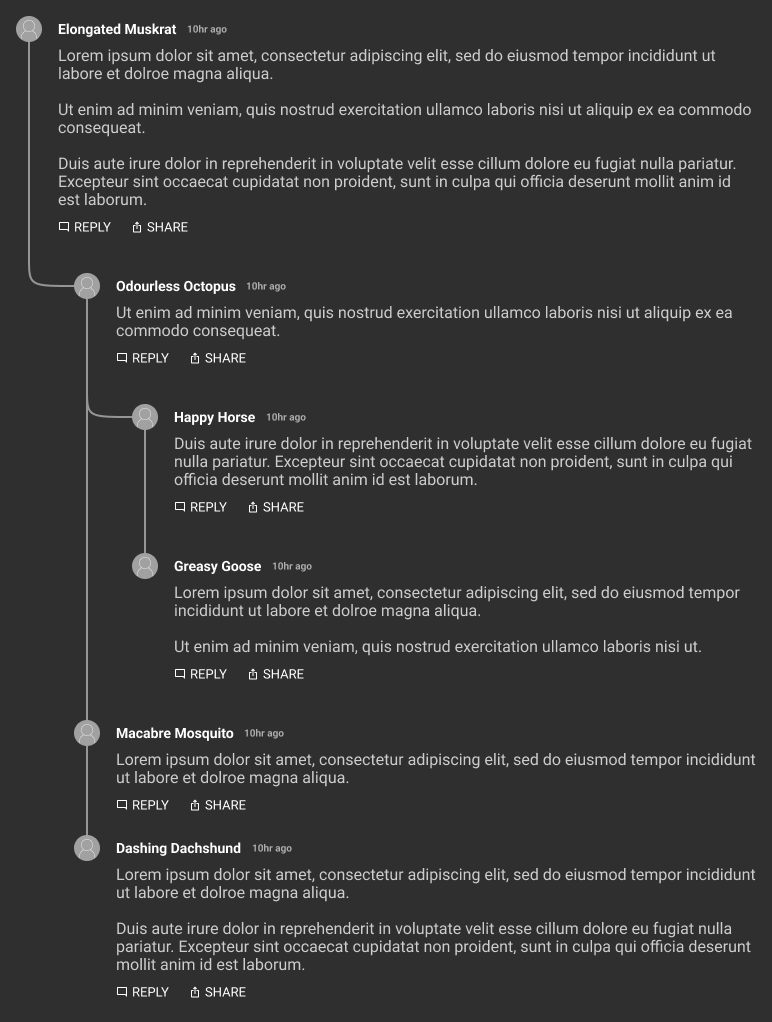 Elongated Muskrat 10hr ago
Lorem ipsum dolor sit amet, consectetur adipiscing elit, sed do eiusmod tempor incididunt ut
labore et dolroe magna aliqua.
Ut enim ad minim veniam, quis nostrud exercitation ullamco laboris nisi ut aliquip ex ea commodo
consequeat.
Duis aute irure dolor in reprehenderit in voluptate velit esse cillum dolore eu fugiat nulla pariatur.
Excepteur sint occaecat cupidatat non proident, sunt in culpa qui officia deserunt mollit anim id
est laborum.
REPLY SHARE
Odourless Octopus 10hr ago
Ut enim ad minim veniam, quis nostrud exercitation ullamco laboris nisi ut aliquip ex ea
commodo consequeat.
REPLY SHARE
Happy Horse 10hr ago
Duis aute irure dolor in reprehenderit in voluptate velit esse cillum dolore eu fugiat
nulla pariatur. Excepteur sint occaecat cupidatat non proident, sunt in culpa qui
officia deserunt mollit anim id est laborum.
REPLY SHARE
Greasy Goose 10hr ago
Lorem ipsum dolor sit amet, consectetur adipiscing elit, sed do eiusmod tempor
incididunt ut labore et dolroe magna aliqua.
Ut enim ad minim veniam, quis nostrud exercitation ullamco laboris nisi ut.
REPLY SHARE
Macabre Mosquito 10hr ago
Lorem ipsum dolor sit amet, consectetur adipiscing elit, sed do eiusmod tempor incididunt
ut labore et dolroe magna aliqua.
REPLY SHARE
Dashing Dachshund 10hr ago
Lorem ipsum dolor sit amet, consectetur adipiscing elit, sed do eiusmod tempor incididunt
ut labore et dolroe magna aliqua.
Duis aute irure dolor in reprehenderit in voluptate velit esse cillum dolore eu fugiat nulla
pariatur. Excepteur sint occaecat cupidatat non proident, sunt in culpa qui officia deserunt
mollit anim id est laborum.
REPLY SHARE